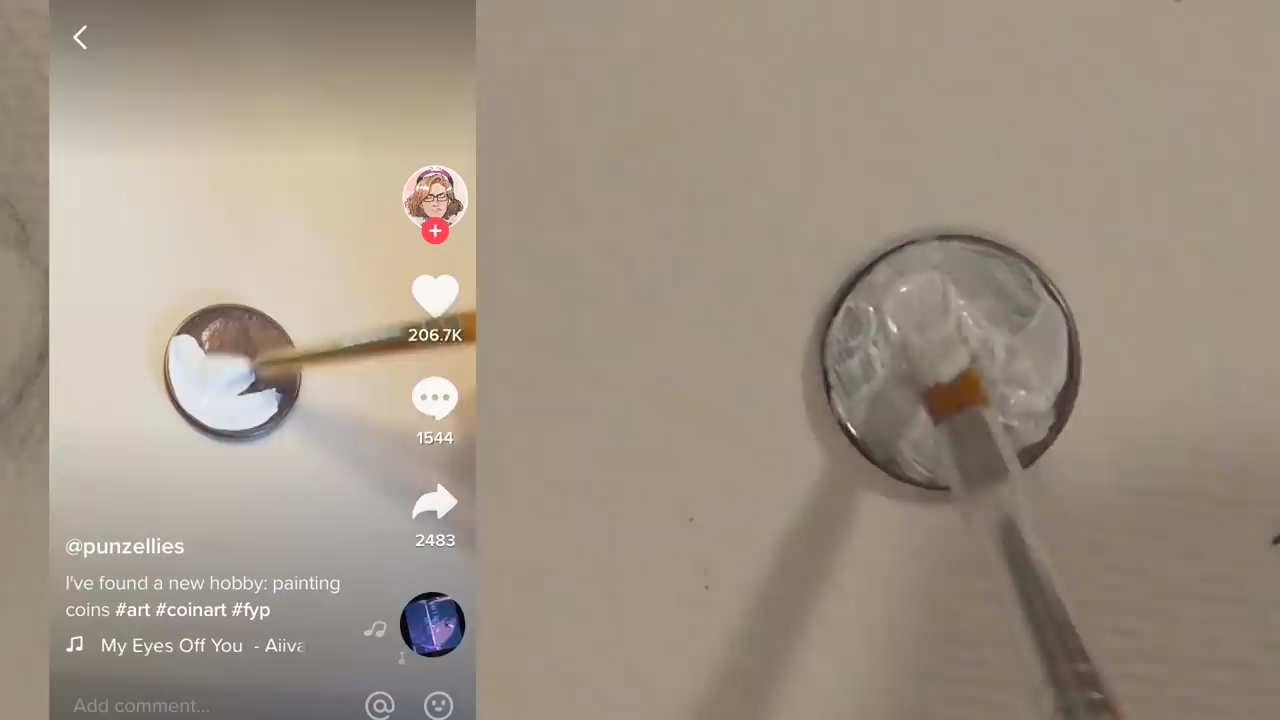 206.7K
1544
2483
@punzellies
I've found a new hobby: painting
coins #art #coinart #fyp
My Eyes Off You - Aiiva
Add comment...